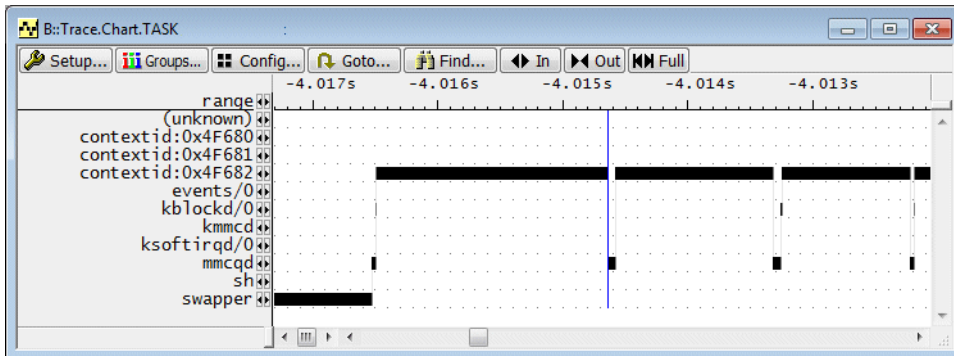 B::Trace.Chart.TASK :
Setup... Groups... Config... Goto... Find... In Out Full
-4.017s -4.016s -4.015s -4.014s -4.013s
range
(unknown)
contextid:0x4F680
contextid:0x4F681
contextid:0x4F682
events/0
kblockd/0
kmmcd
ksoftirqd/0
mmcqd
sh
swapper